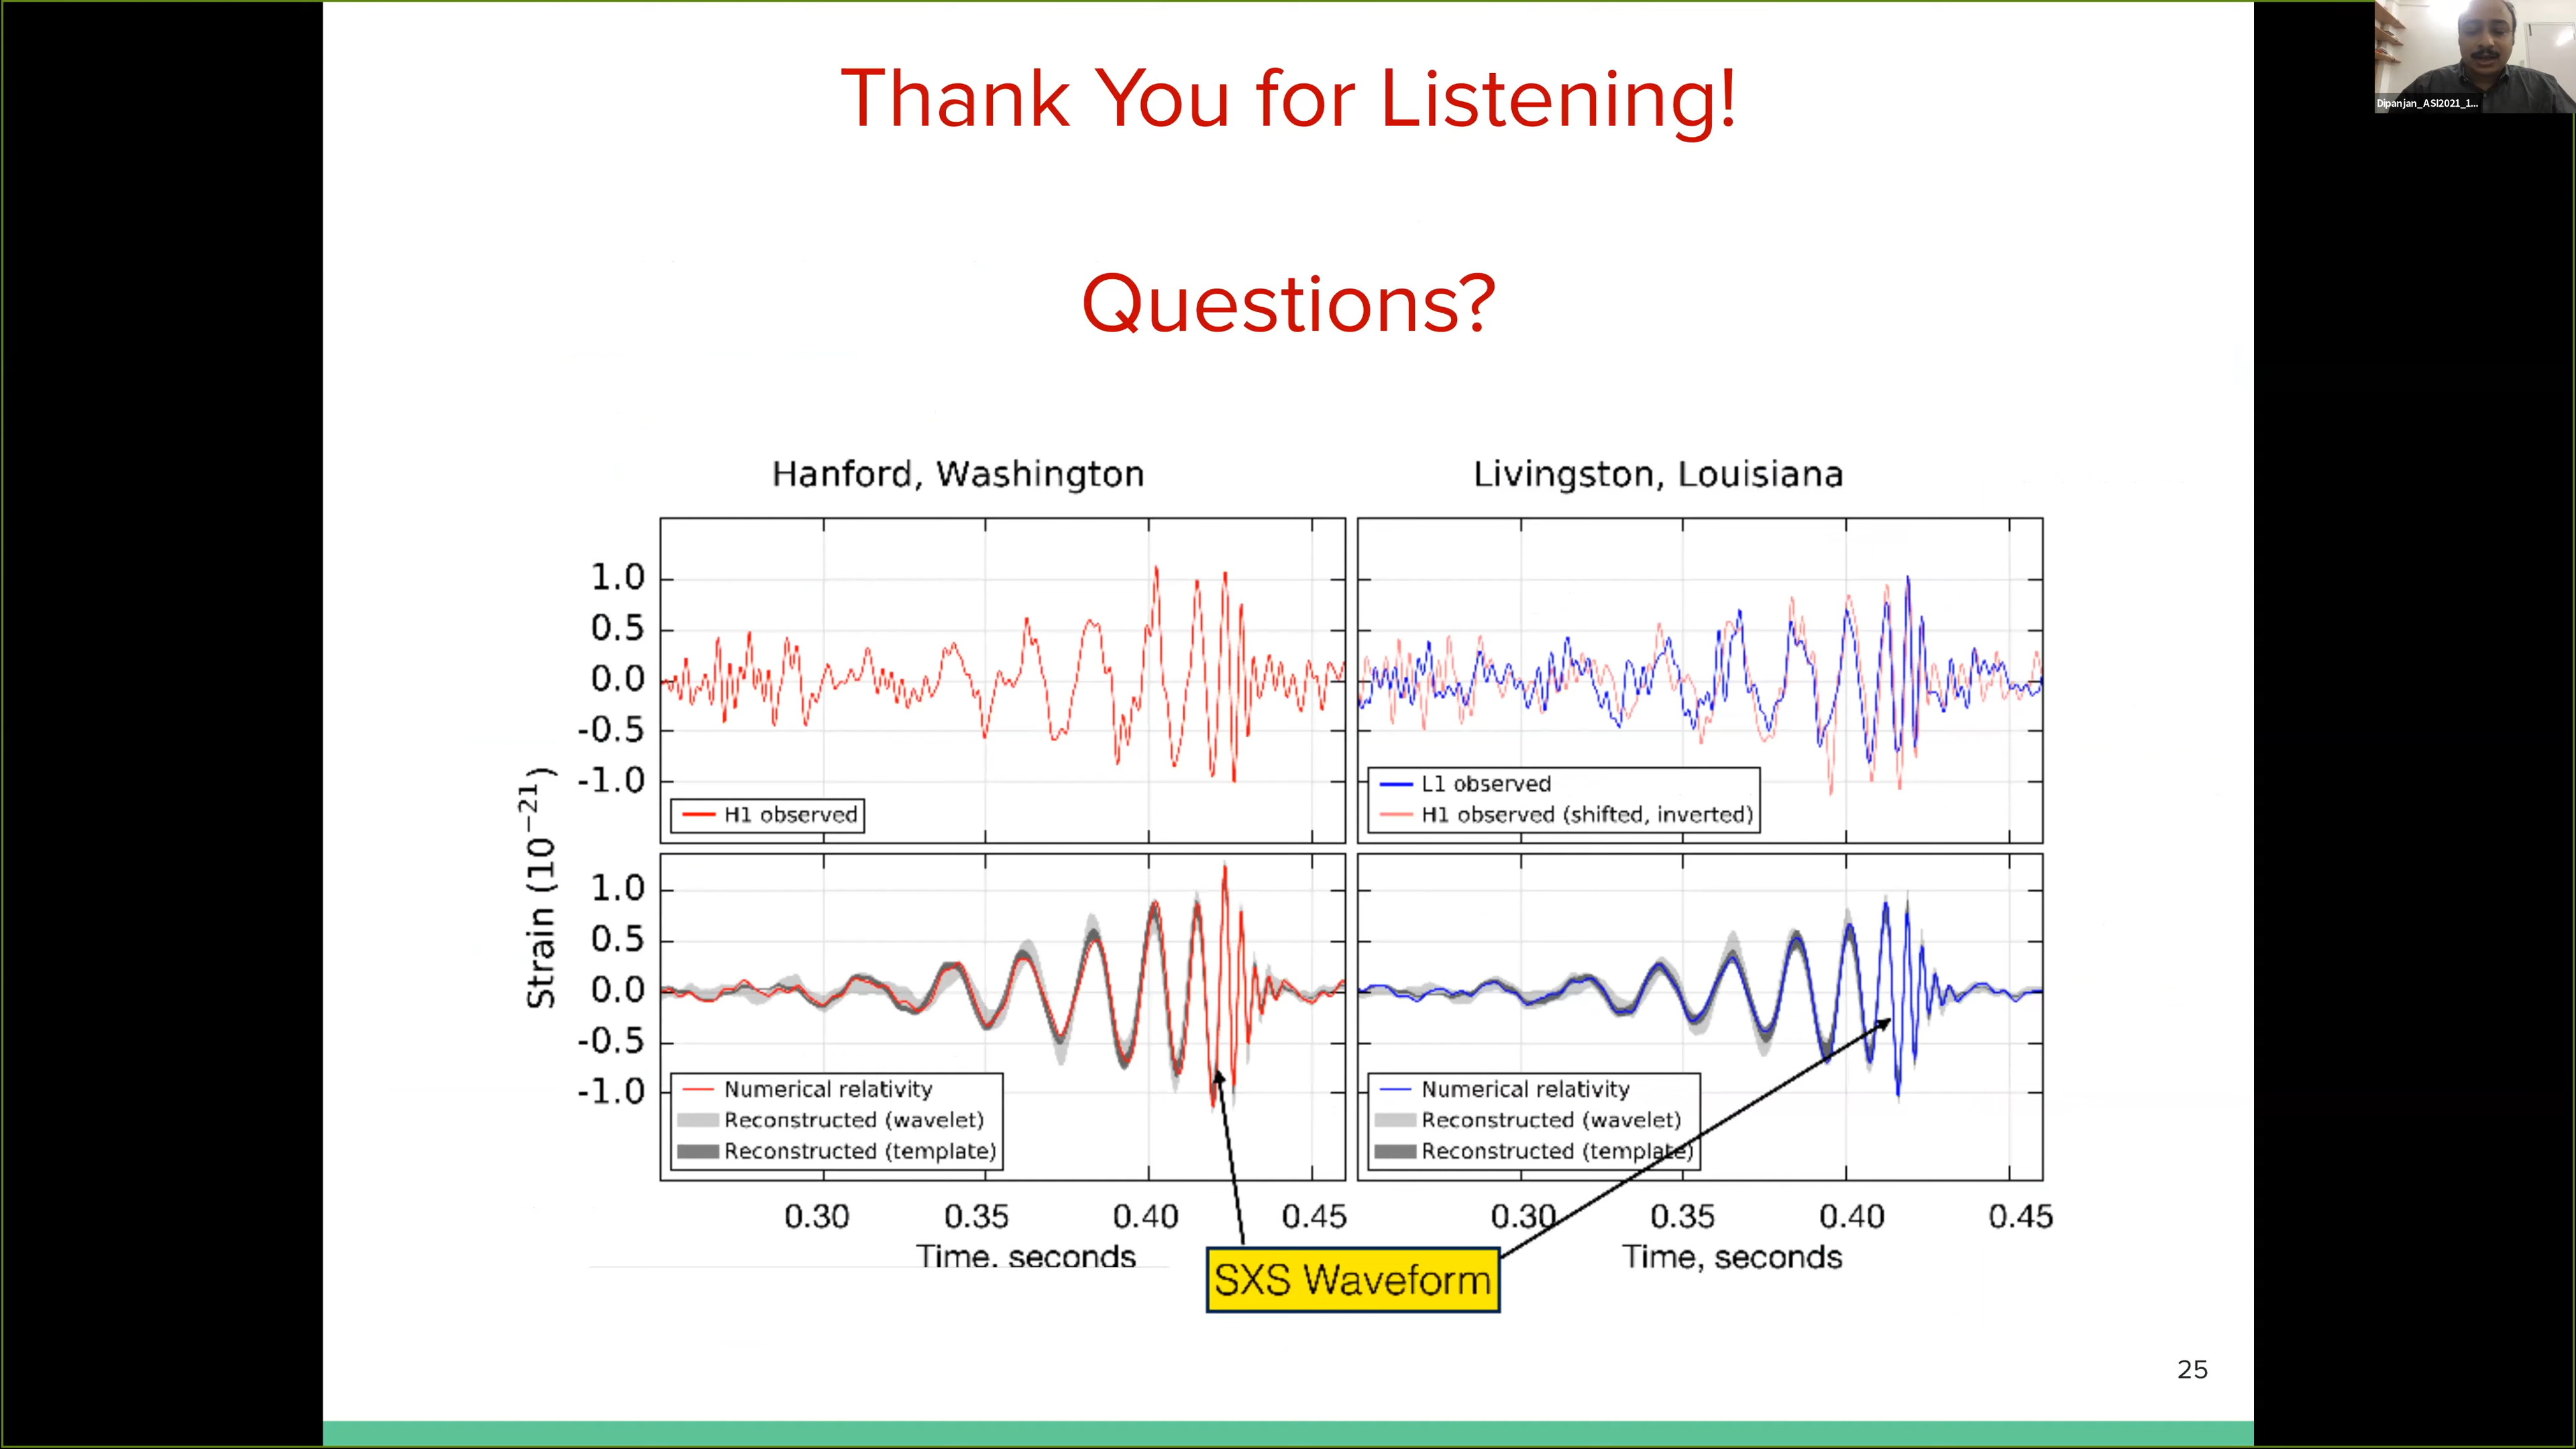 Thank You for Listening!
Dipanjan_ASI2021_1...
Questions?
Hanford, Washington
Livingston, Louisiana
Strain (10⁻²¹)
1.0
0.5
0.0
-0.5
-1.0
H1 observed
L1 observed
H1 observed (shifted, inverted)
1.0
0.5
0.0
-0.5
-1.0
Numerical relativity
Reconstructed (wavelet)
Reconstructed (template)
Numerical relativity
Reconstructed (wavelet)
Reconstructed (template)
0.30 0.35 0.40 0.45
0.30 0.35 0.40 0.45
Time, seconds
Time, seconds
SXS Waveform
25